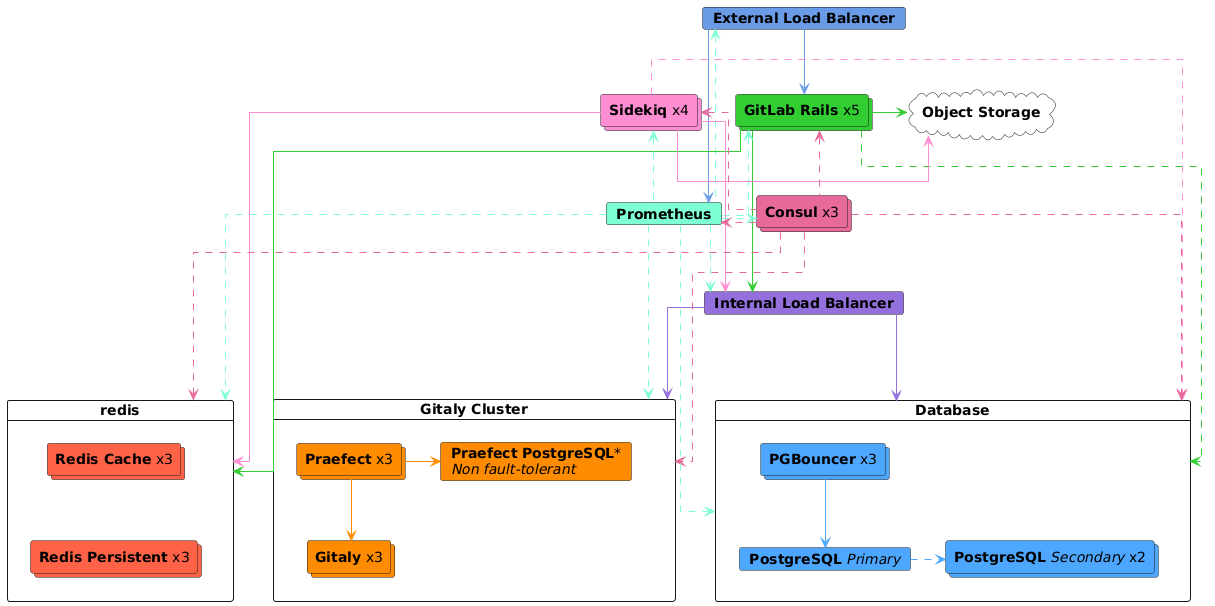 External Load Balancer
Sidekiq x4
GitLab Rails x5
Object Storage
Prometheus
Consul x3
Internal Load Balancer
redis
Gitaly Cluster
Database
Redis Cache x3
Praefect x3
Praefect PostgreSQL*
Non fault-tolerant
PGBouncer x3
Redis Persistent x3
Gitaly x3
PostgreSQL Primary
PostgreSQL Secondary x2